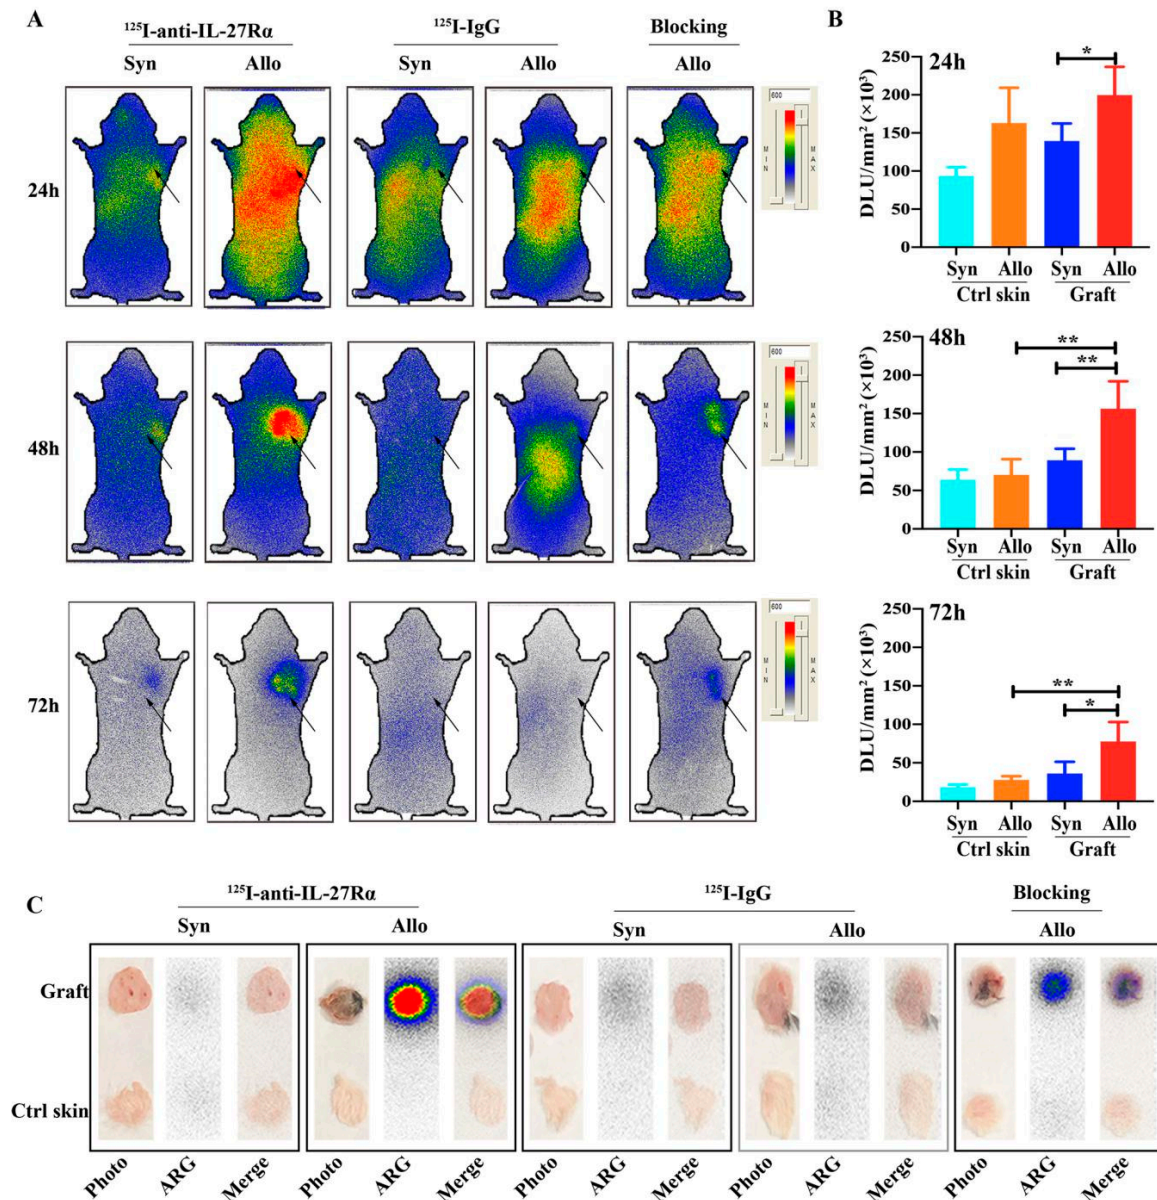 A
¹²⁵I-anti-IL-27Rα ¹²⁵I-IgG Blocking
Syn Allo Syn Allo Allo
24h
600
MIN MAX
48h
600
MIN MAX
72h
600
MIN MAX
B
24h
*
DLU/mm² (×10³)
250
200
150
100
50
0
Syn Allo Syn Allo
Ctrl skin Graft
48h
**
**
DLU/mm² (×10³)
250
200
150
100
50
0
Syn Allo Syn Allo
Ctrl skin Graft
72h
**
*
DLU/mm² (×10³)
250
200
150
100
50
0
Syn Allo Syn Allo
Ctrl skin Graft
C
¹²⁵I-anti-IL-27Rα ¹²⁵I-IgG Blocking
Syn Allo Syn Allo Allo
Graft
Ctrl skin
Photo ARG Merge Photo ARG Merge Photo ARG Merge Photo ARG Merge Photo ARG Merge